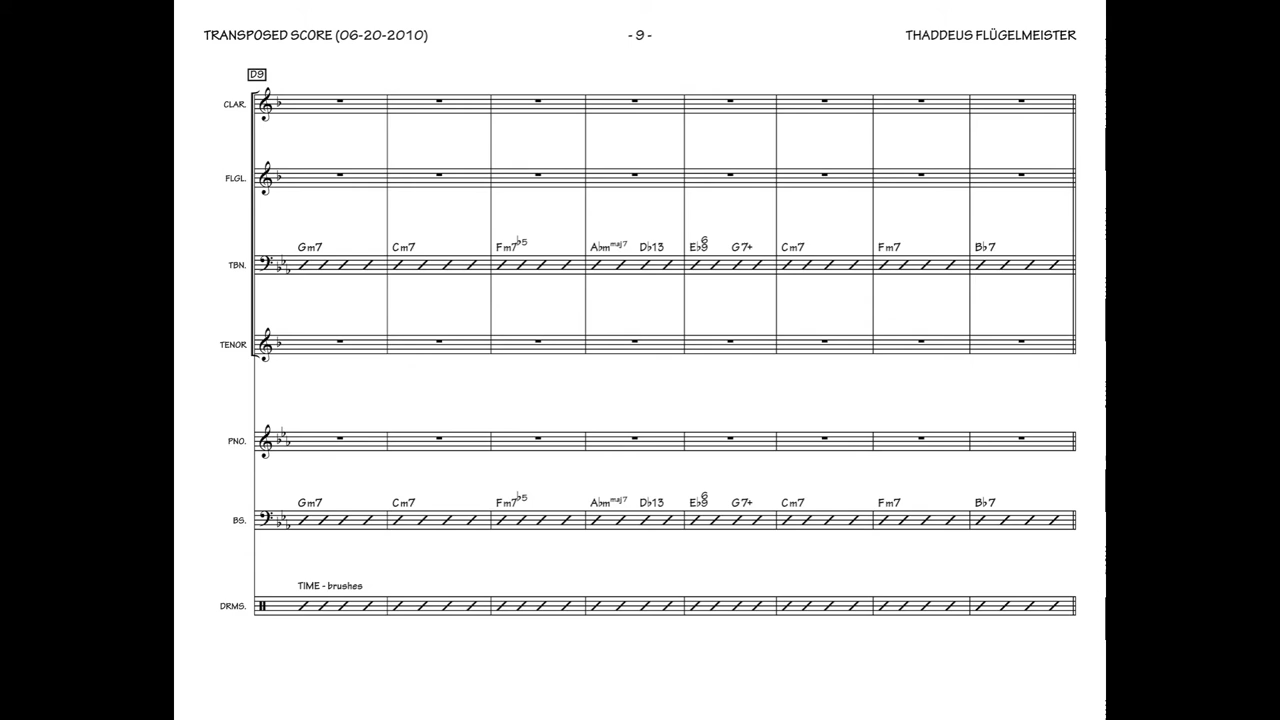 TRANSPOSED SCORE (06-20-2010) - 9 - THADDEUS FLÜGELMEISTER
D9
CLAR.
FLGL.
Gm7 Cm7 Fm7♭5 A♭mmaj7 D♭13 E♭6/9 G7+ Cm7 Fm7 B♭7
TBN.
TENOR
PNO.
Gm7 Cm7 Fm7♭5 A♭mmaj7 D♭13 E♭6/9 G7+ Cm7 Fm7 B♭7
BS.
TIME - brushes
DRMS.